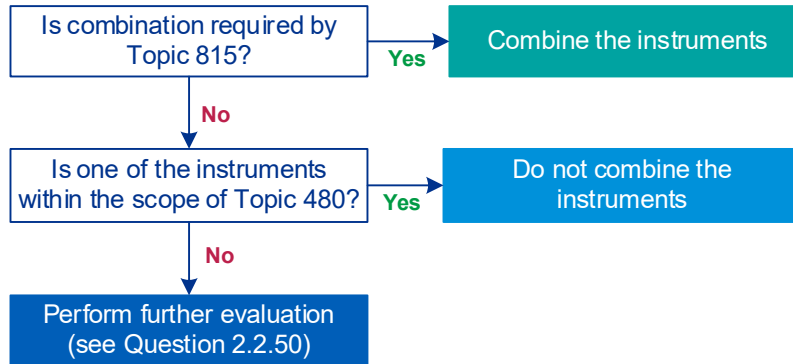 Is combination required by
Topic 815?
Yes
Combine the instruments
No
Is one of the instruments
within the scope of Topic 480?
Yes
Do not combine the
instruments
No
Perform further evaluation
(see Question 2.2.50)